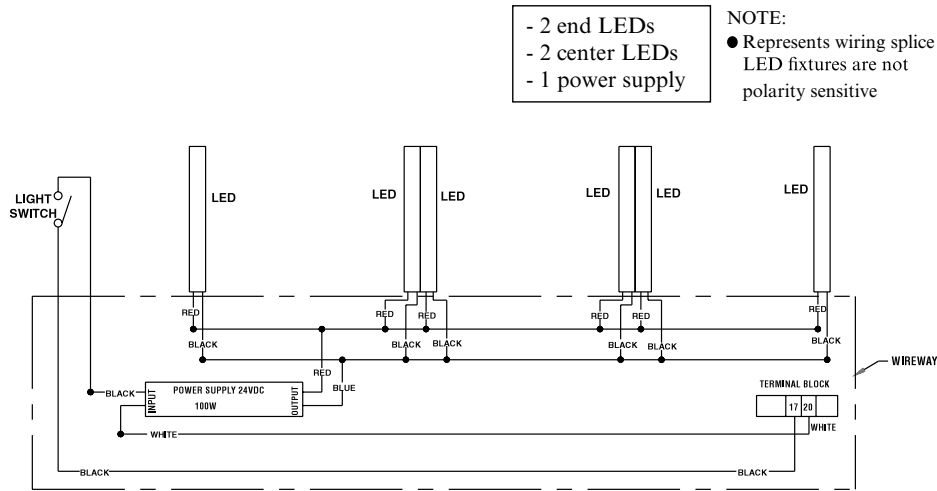 - 2 end LEDs
- 2 center LEDs
- 1 power supply
NOTE:
● Represents wiring splice
LED fixtures are not
polarity sensitive
LIGHT
SWITCH
LED
LED
LED
LED
LED
LED
RED
RED
RED
RED
RED
RED
BLACK
BLACK
BLACK
BLACK
BLACK
BLACK
RED
BLUE
WIREWAY
BLACK
INPUT
POWER SUPPLY 24VDC
100W
OUTPUT
TERMINAL BLOCK
17 20
WHITE
WHITE
BLACK
BLACK